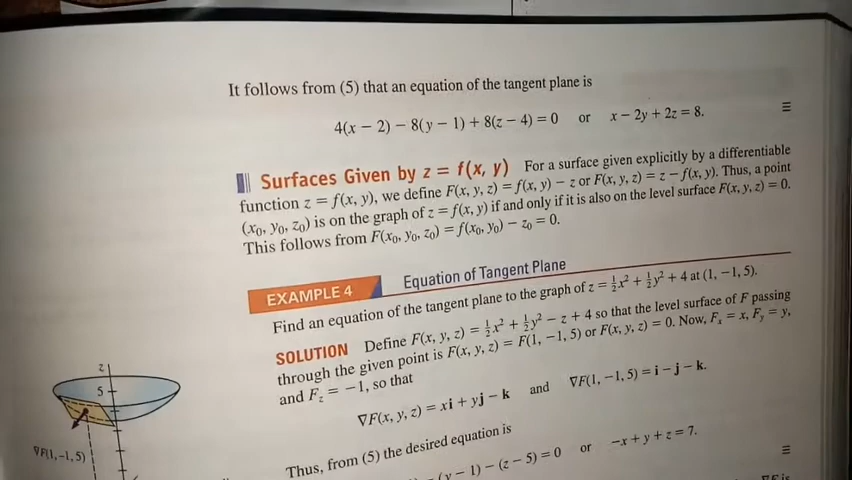 It follows from (5) that an equation of the tangent plane is
4(x − 2) − 8(y − 1) + 8(z − 4) = 0 or x − 2y + 2z = 8.
Surfaces Given by z = f(x, y) For a surface given explicitly by a differentiable
function z = f(x, y), we define F(x, y, z) = f(x, y) − z or F(x, y, z) = z − f(x, y). Thus, a point
(x₀, y₀, z₀) is on the graph of z = f(x, y) if and only if it is also on the level surface F(x, y, z) = 0.
This follows from F(x₀, y₀, z₀) = f(x₀, y₀) − z₀ = 0.
EXAMPLE 4 Equation of Tangent Plane
Find an equation of the tangent plane to the graph of z = ½x² + ½y² + 4 at (1, −1, 5).
SOLUTION Define F(x, y, z) = ½x² + ½y² − z + 4 so that the level surface of F passing
through the given point is F(x, y, z) = F(1, −1, 5) or F(x, y, z) = 0. Now, Fₓ = x, F_y = y,
and F_z = −1, so that
∇F(x, y, z) = xi + yj − k and ∇F(1, −1, 5) = i − j − k.
Thus, from (5) the desired equation is
(y − 1) − (z − 5) = 0 or −x + y + z = 7.
z
5
∇F(1, −1, 5)